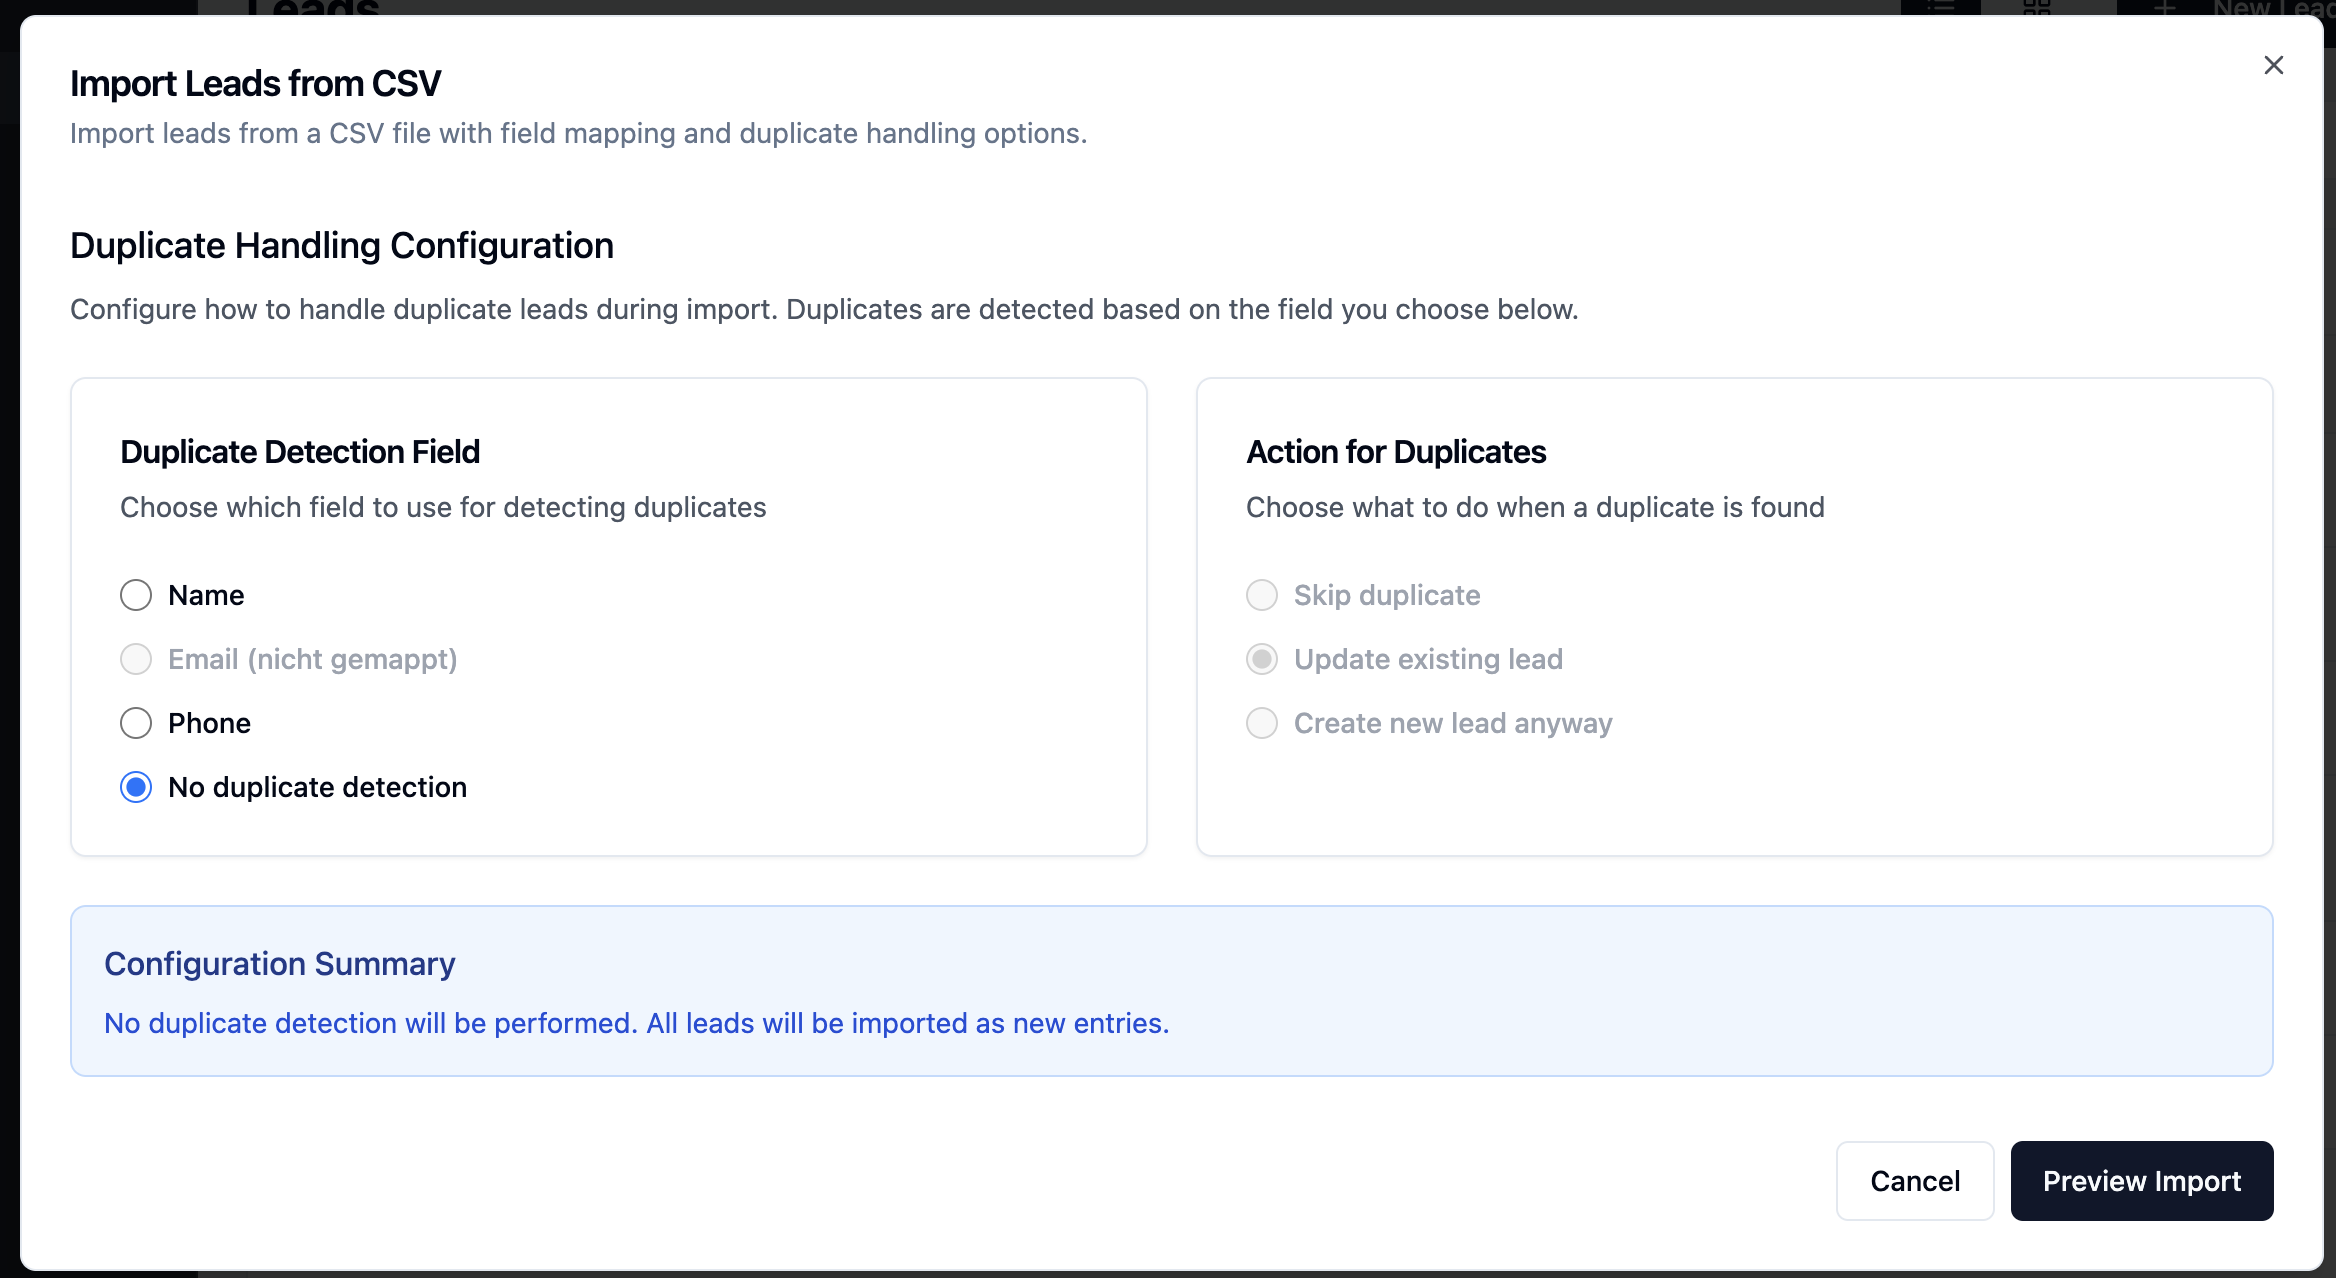 Leads
New Lead
Import Leads from CSV
Import leads from a CSV file with field mapping and duplicate handling options.
Duplicate Handling Configuration
Configure how to handle duplicate leads during import. Duplicates are detected based on the field you choose below.
Duplicate Detection Field
Choose which field to use for detecting duplicates
Name
Email (nicht gemappt)
Phone
No duplicate detection
Action for Duplicates
Choose what to do when a duplicate is found
Skip duplicate
Update existing lead
Create new lead anyway
Configuration Summary
No duplicate detection will be performed. All leads will be imported as new entries.
Cancel
Preview Import